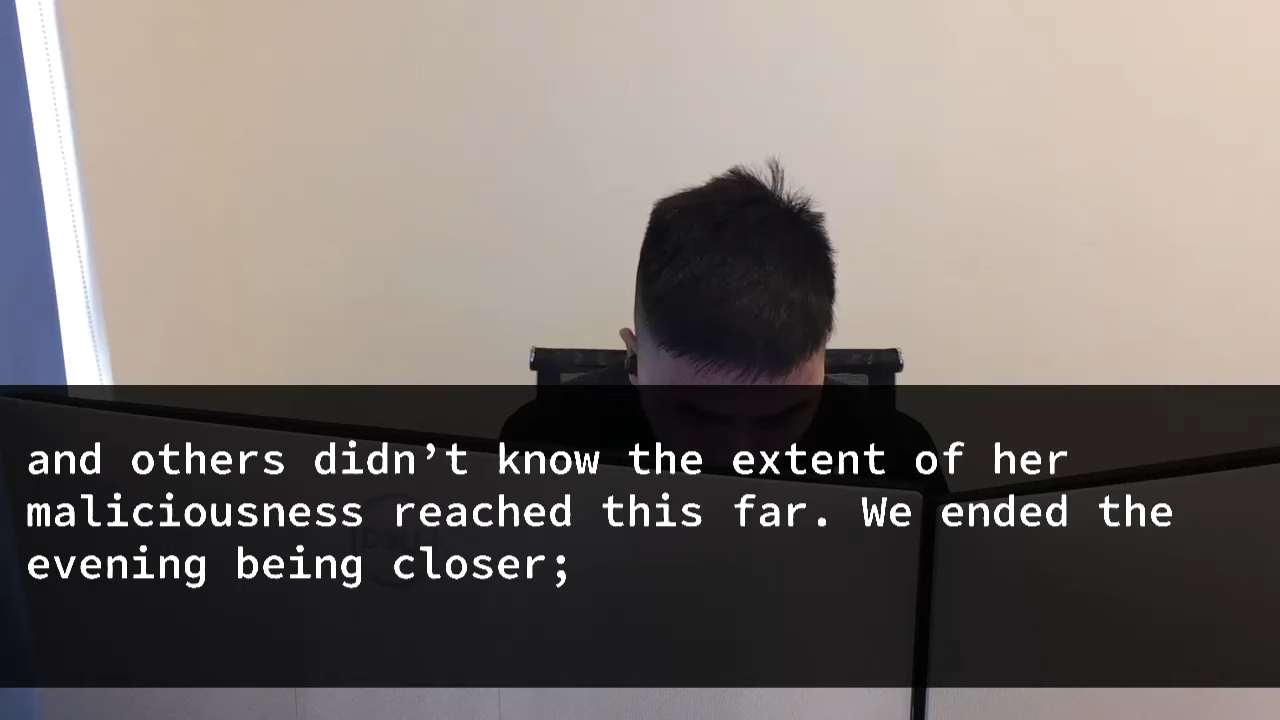 and others didn’t know the extent of her
maliciousness reached this far. We ended the
evening being closer;